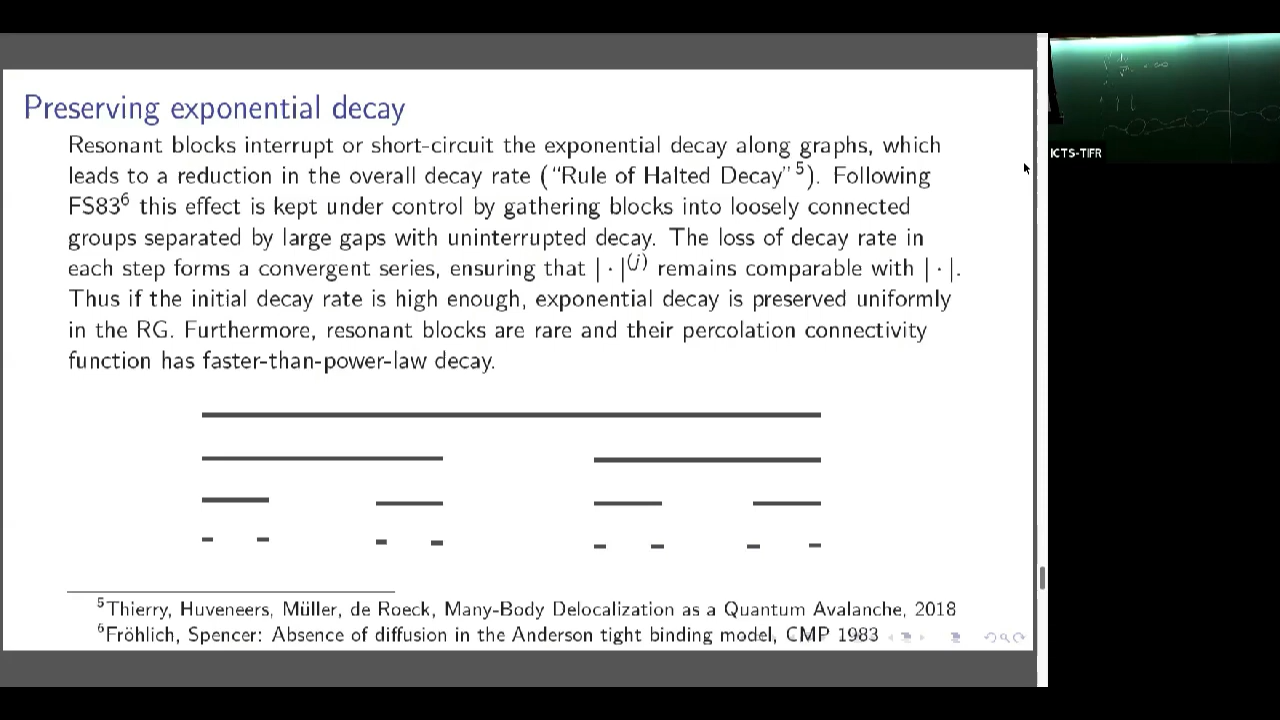 Preserving exponential decay
Resonant blocks interrupt or short-circuit the exponential decay along graphs, which
leads to a reduction in the overall decay rate (“Rule of Halted Decay”⁵). Following
FS83⁶ this effect is kept under control by gathering blocks into loosely connected
groups separated by large gaps with uninterrupted decay. The loss of decay rate in
each step forms a convergent series, ensuring that | · |⁽ʲ⁾ remains comparable with | · |.
Thus if the initial decay rate is high enough, exponential decay is preserved uniformly
in the RG. Furthermore, resonant blocks are rare and their percolation connectivity
function has faster-than-power-law decay.
⁵Thierry, Huveneers, Müller, de Roeck, Many-Body Delocalization as a Quantum Avalanche, 2018
⁶Fröhlich, Spencer: Absence of diffusion in the Anderson tight binding model, CMP 1983
ICTS-TIFR